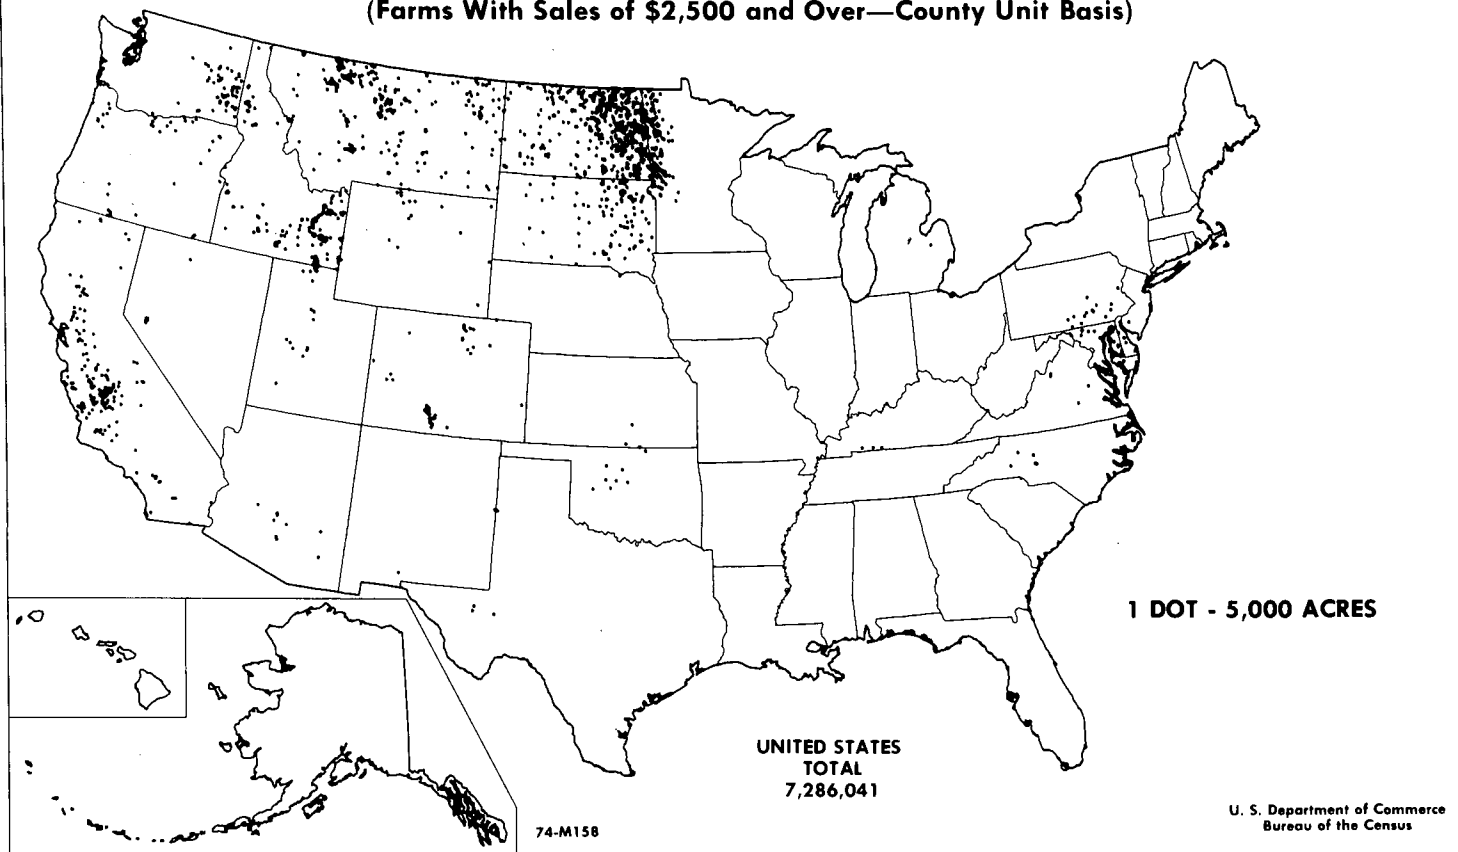 (Farms With Sales of $2,500 and Over—County Unit Basis)
1 DOT - 5,000 ACRES
UNITED STATES
TOTAL
7,286,041
74-M158
U. S. Department of Commerce
Bureau of the Census